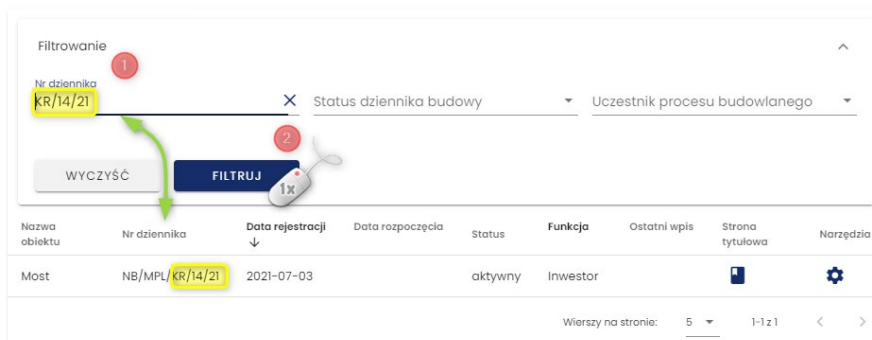 Filtrowanie
1
Nr dziennika
KR/14/21 Status dziennika budowy Uczestnik procesu budowlanego
2
WYCZYŚĆ FILTRUJ
1x
Nazwa obiektu Nr dziennika Data rejestracji Data rozpoczęcia Status Funkcja Ostatni wpis Strona tytułowa Narzędzia
Most NB/MPL/KR/14/21 2021-07-03 aktywny Inwestor
Wierszy na stronie: 5 1-1 z 1